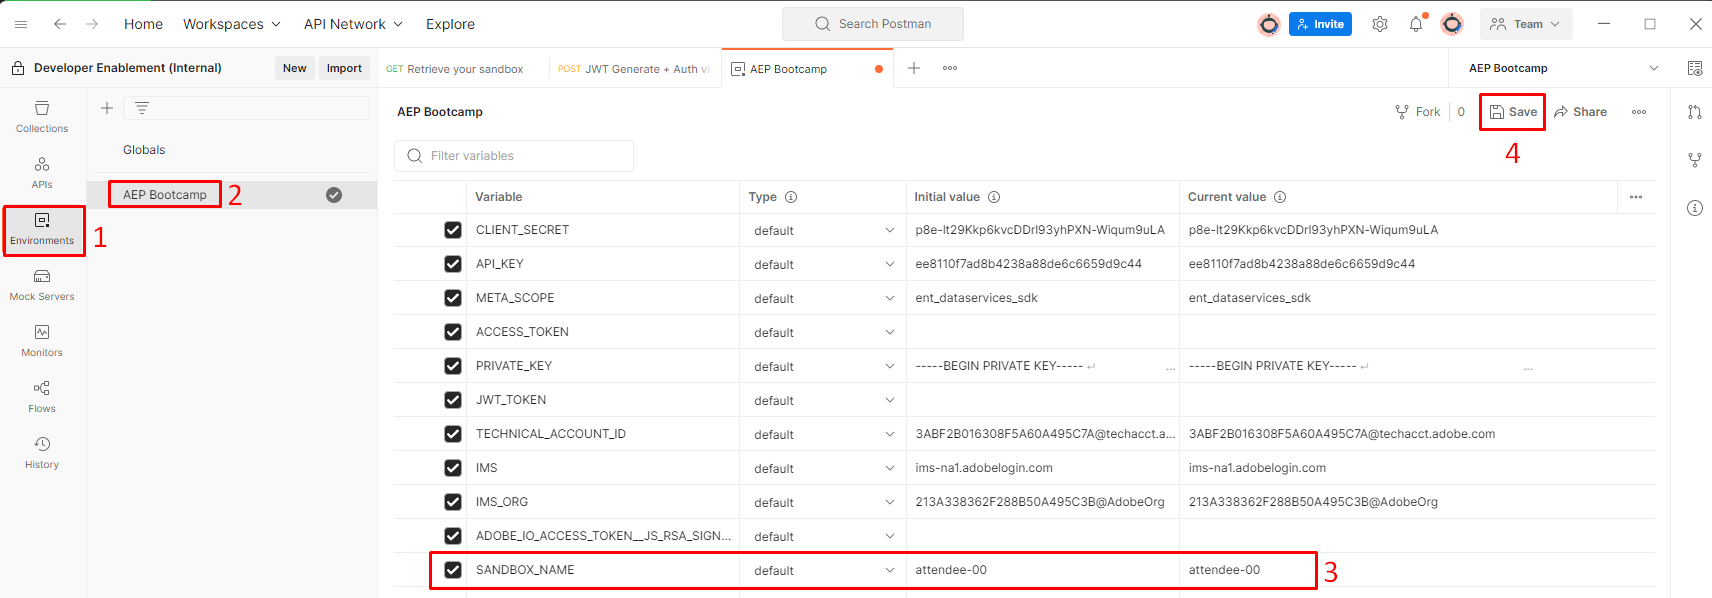 Home Workspaces API Network Explore Search Postman Invite Team
Developer Enablement (Internal) New Import GET Retrieve your sandbox POST JWT Generate + Auth vi AEP Bootcamp AEP Bootcamp
Collections
APIs
Environments
Mock Servers
Monitors
Flows
History
1
Globals
AEP Bootcamp 2
AEP Bootcamp Fork 0 Save Share
4
Filter variables
Variable Type Initial value Current value
CLIENT_SECRET default p8e-lt29Kkp6kvcDDrl93yhPXN-Wiqum9uLA p8e-lt29Kkp6kvcDDrl93yhPXN-Wiqum9uLA
API_KEY default ee8110f7ad8b4238a88de6c6659d9c44 ee8110f7ad8b4238a88de6c6659d9c44
META_SCOPE default ent_dataservices_sdk ent_dataservices_sdk
ACCESS_TOKEN default
PRIVATE_KEY default -----BEGIN PRIVATE KEY----- ↵ ... -----BEGIN PRIVATE KEY----- ↵ ...
JWT_TOKEN default
TECHNICAL_ACCOUNT_ID default 3ABF2B016308F5A60A495C7A@techacct.a... 3ABF2B016308F5A60A495C7A@techacct.adobe.com
IMS default ims-na1.adobelogin.com ims-na1.adobelogin.com
IMS_ORG default 213A338362F288B50A495C3B@AdobeOrg 213A338362F288B50A495C3B@AdobeOrg
ADOBE_IO_ACCESS_TOKEN__JS_RSA_SIGN... default
SANDBOX_NAME default attendee-00 attendee-00 3